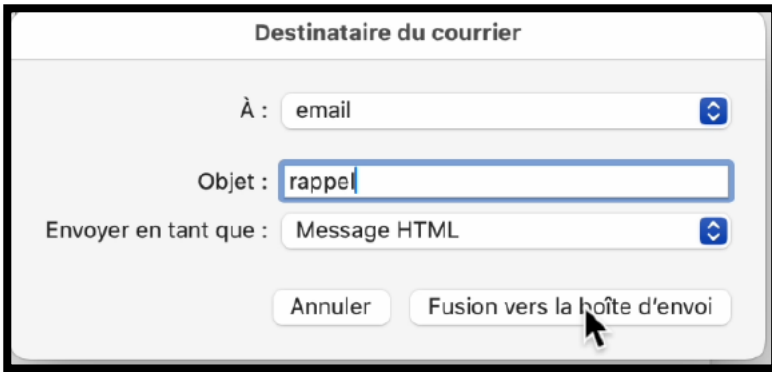 Destinataire du courrier
À : email
Objet : rappel
Envoyer en tant que : Message HTML
Annuler Fusion vers la boîte d'envoi